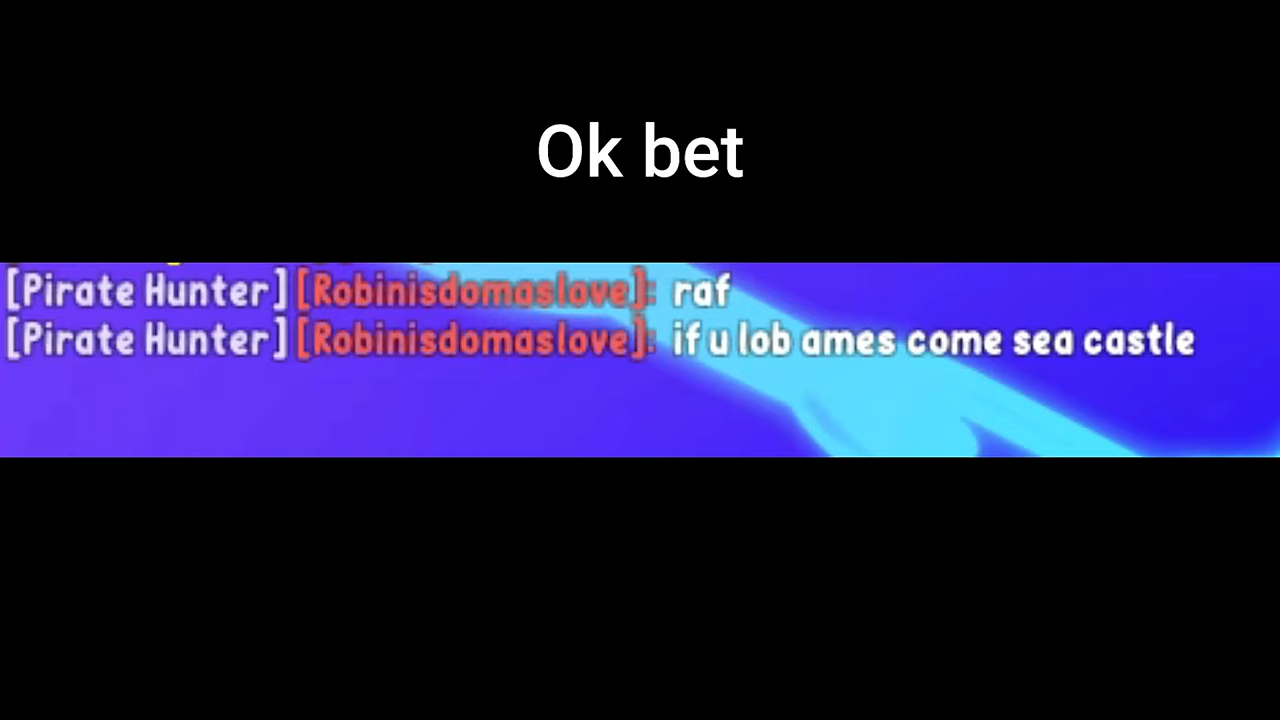 Ok bet
[Pirate Hunter] [Robinisdomaslove]: raf
[Pirate Hunter] [Robinisdomaslove]: if u lob ames come sea castle